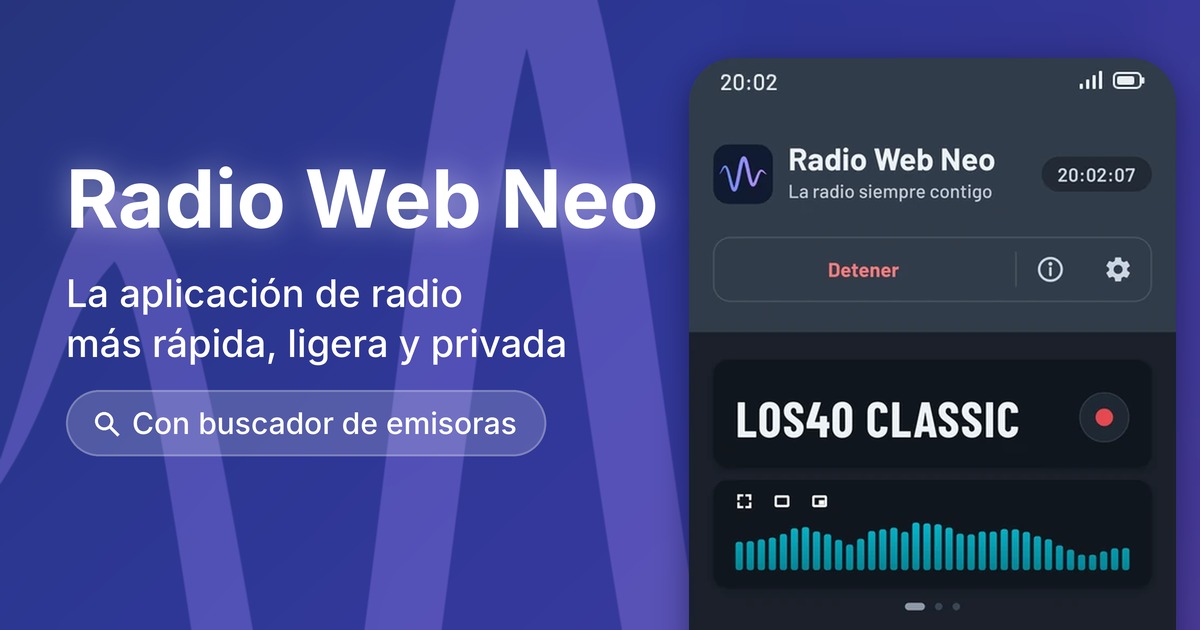 Radio Web Neo
La aplicación de radio
más rápida, ligera y privada
Con buscador de emisoras
20:02
Radio Web Neo
La radio siempre contigo
20:02:07
Detener
LOS40 CLASSIC